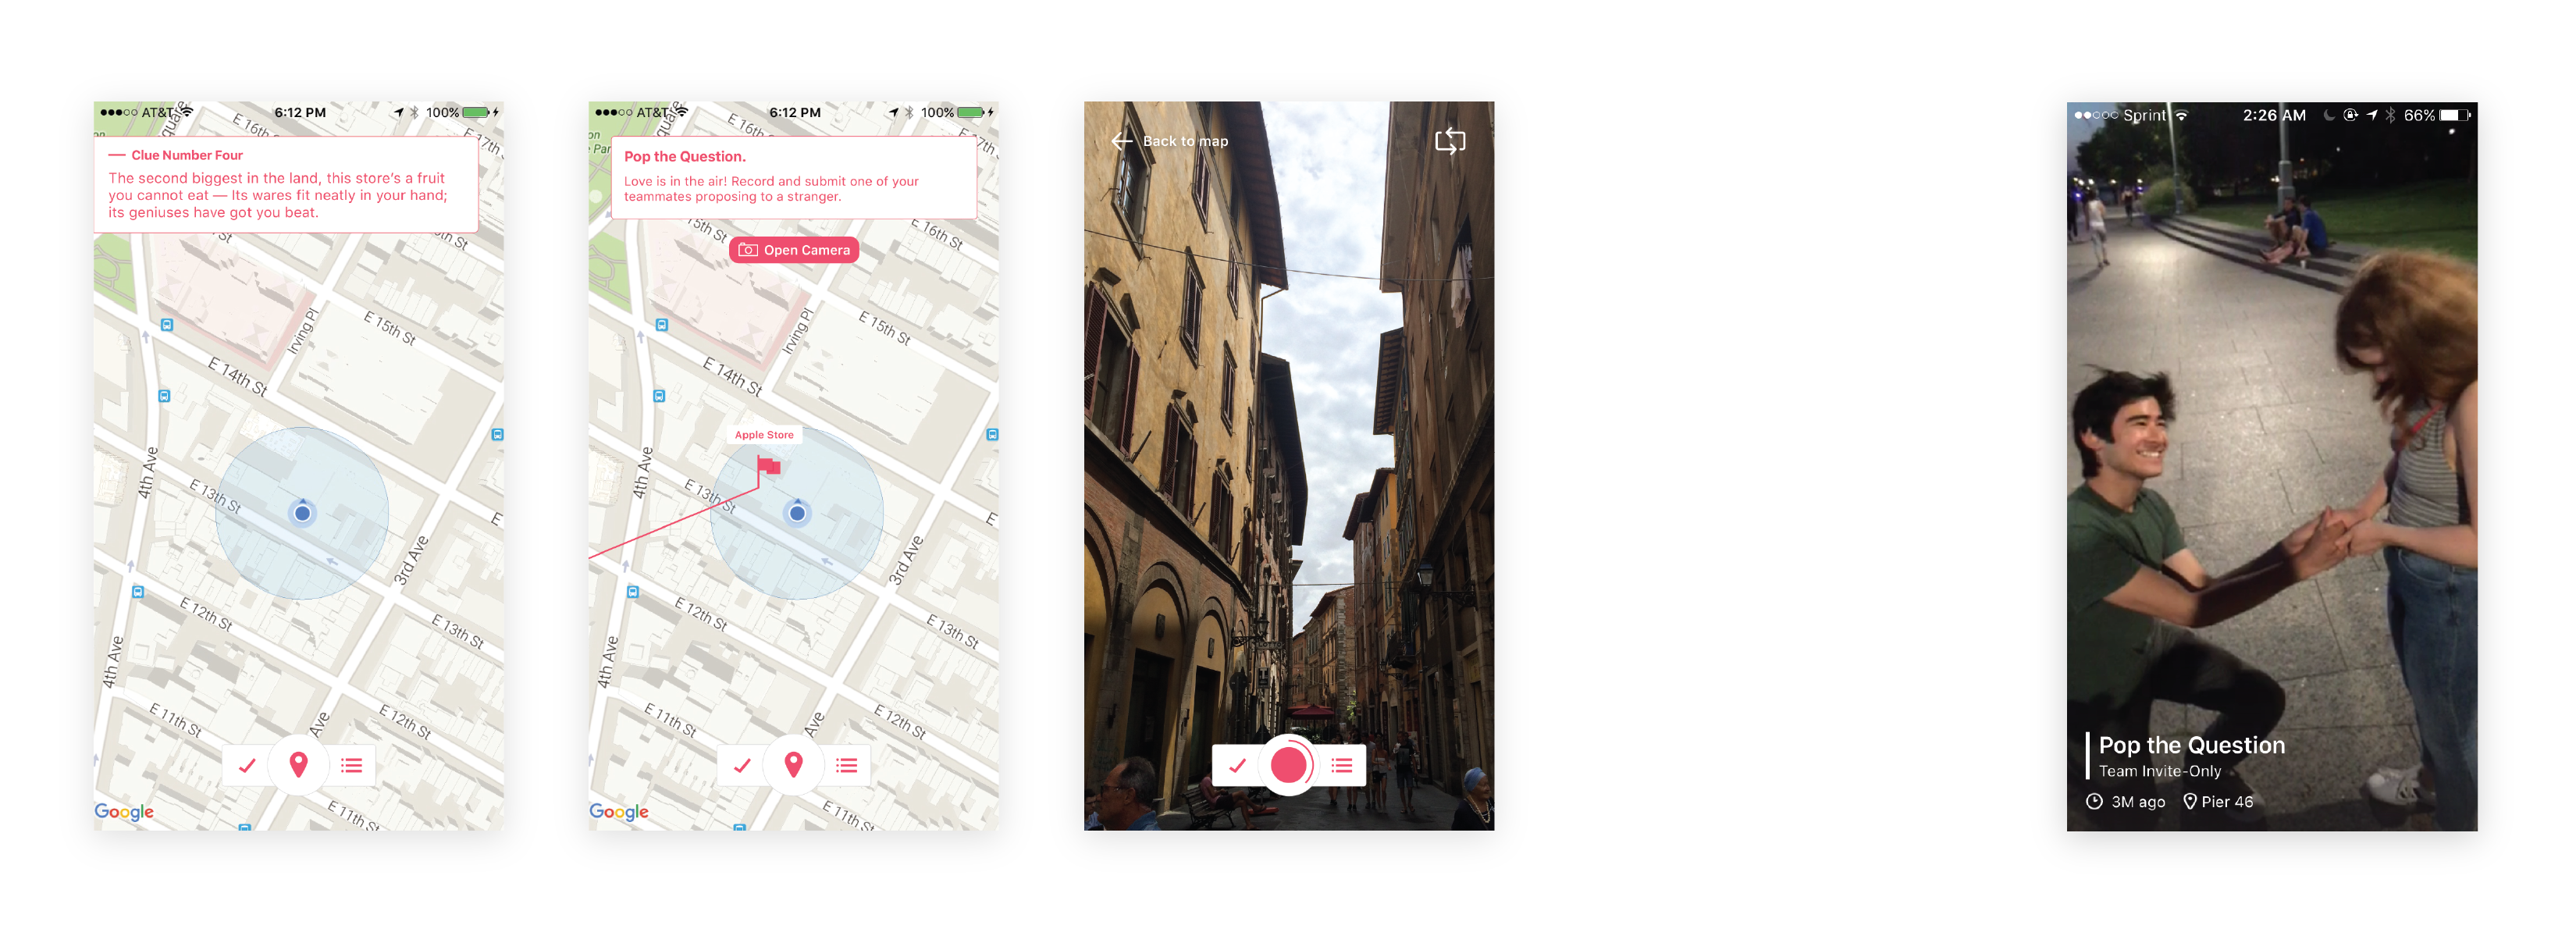 AT&T 6:12 PM 100%
— Clue Number Four
The second biggest in the land, this store's a fruit
you cannot eat — Its wares fit neatly in your hand;
its geniuses have got you beat.
E 16th St
17th
St
E 15th St
Irving Pl
E 14th St
4th Ave
E 13th St
3rd Ave
E
E 12th St
E 13th St
4th Ave
E 11th St
Ave
E 12th St
Google
E 11th St
AT&T 6:12 PM 100%
E 16th St
17th
Pop the Question.
Love is in the air! Record and submit one of your
teammates proposing to a stranger.
15th St
E 16th St
Open Camera
Irving Pl
E 15th St
E 14th St
Apple Store
4th Ave
E 13th St
3rd Ave
E
E 12th St
E 13th St
4th Ave
E 11th St
Ave
E 12th St
Google
E 11th St
Back to map
Sprint 2:26 AM 66%
Pop the Question
Team Invite-Only
3M ago Pier 46